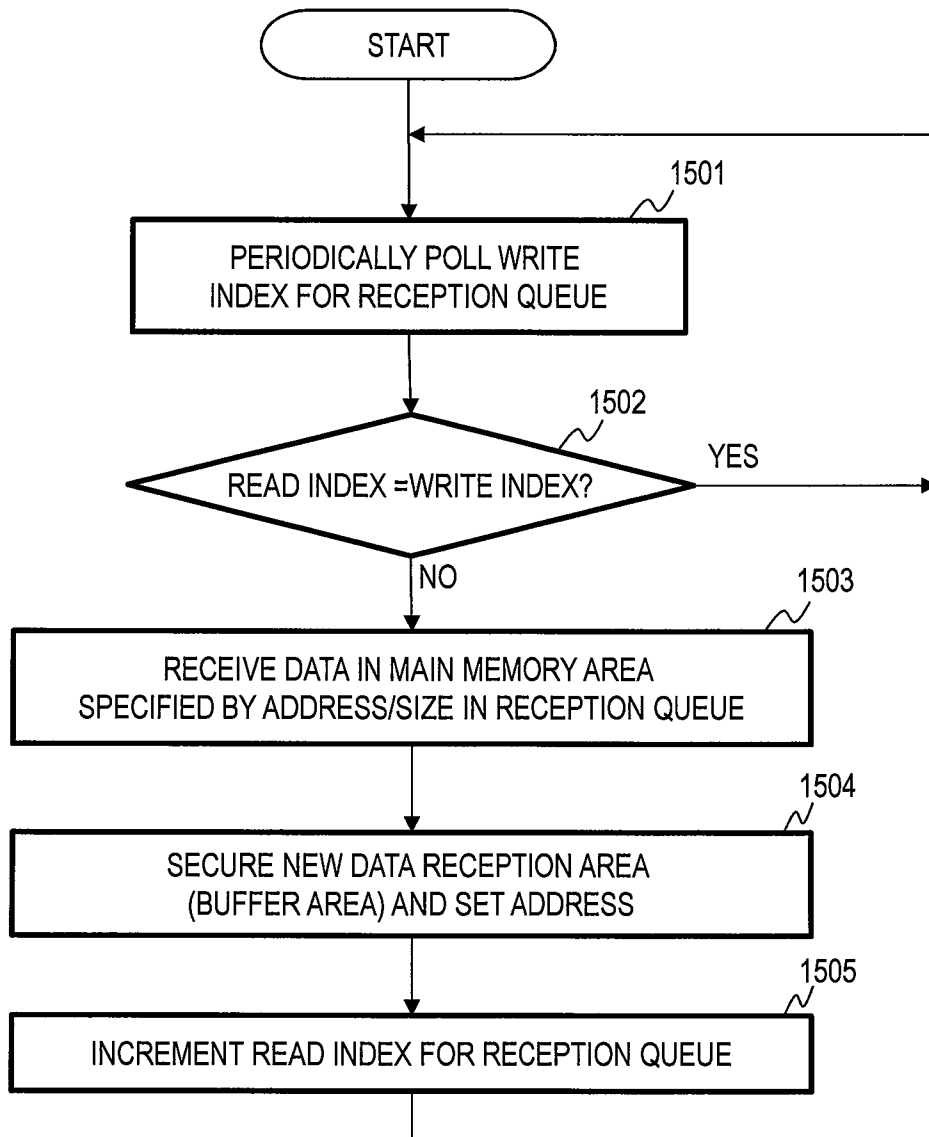 START
1501
PERIODICALLY POLL WRITE
INDEX FOR RECEPTION QUEUE
1502
READ INDEX =WRITE INDEX?
YES
NO
1503
RECEIVE DATA IN MAIN MEMORY AREA
SPECIFIED BY ADDRESS/SIZE IN RECEPTION QUEUE
1504
SECURE NEW DATA RECEPTION AREA
(BUFFER AREA) AND SET ADDRESS
1505
INCREMENT READ INDEX FOR RECEPTION QUEUE